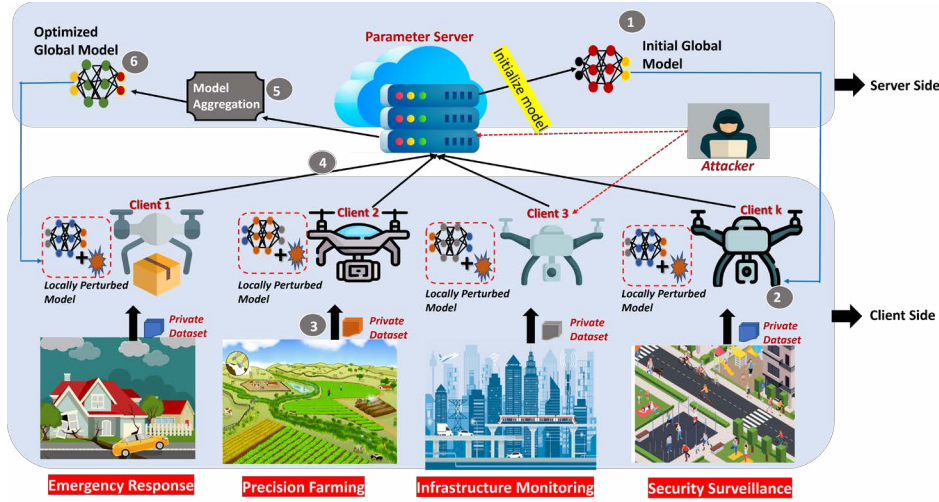 Optimized
Global Model
6
Model
Aggregation
5
Parameter Server
Initialize model
1
Initial Global
Model
Server Side
Attacker
4
Client 1
Client 2
Client 3
Client k
Locally Perturbed
Model
Locally Perturbed
Model
Locally Perturbed
Model
Locally Perturbed
Model
2
Client Side
Private
Dataset
3
Private
Dataset
Private
Dataset
Private
Dataset
Emergency Response
Precision Farming
Infrastructure Monitoring
Security Surveillance